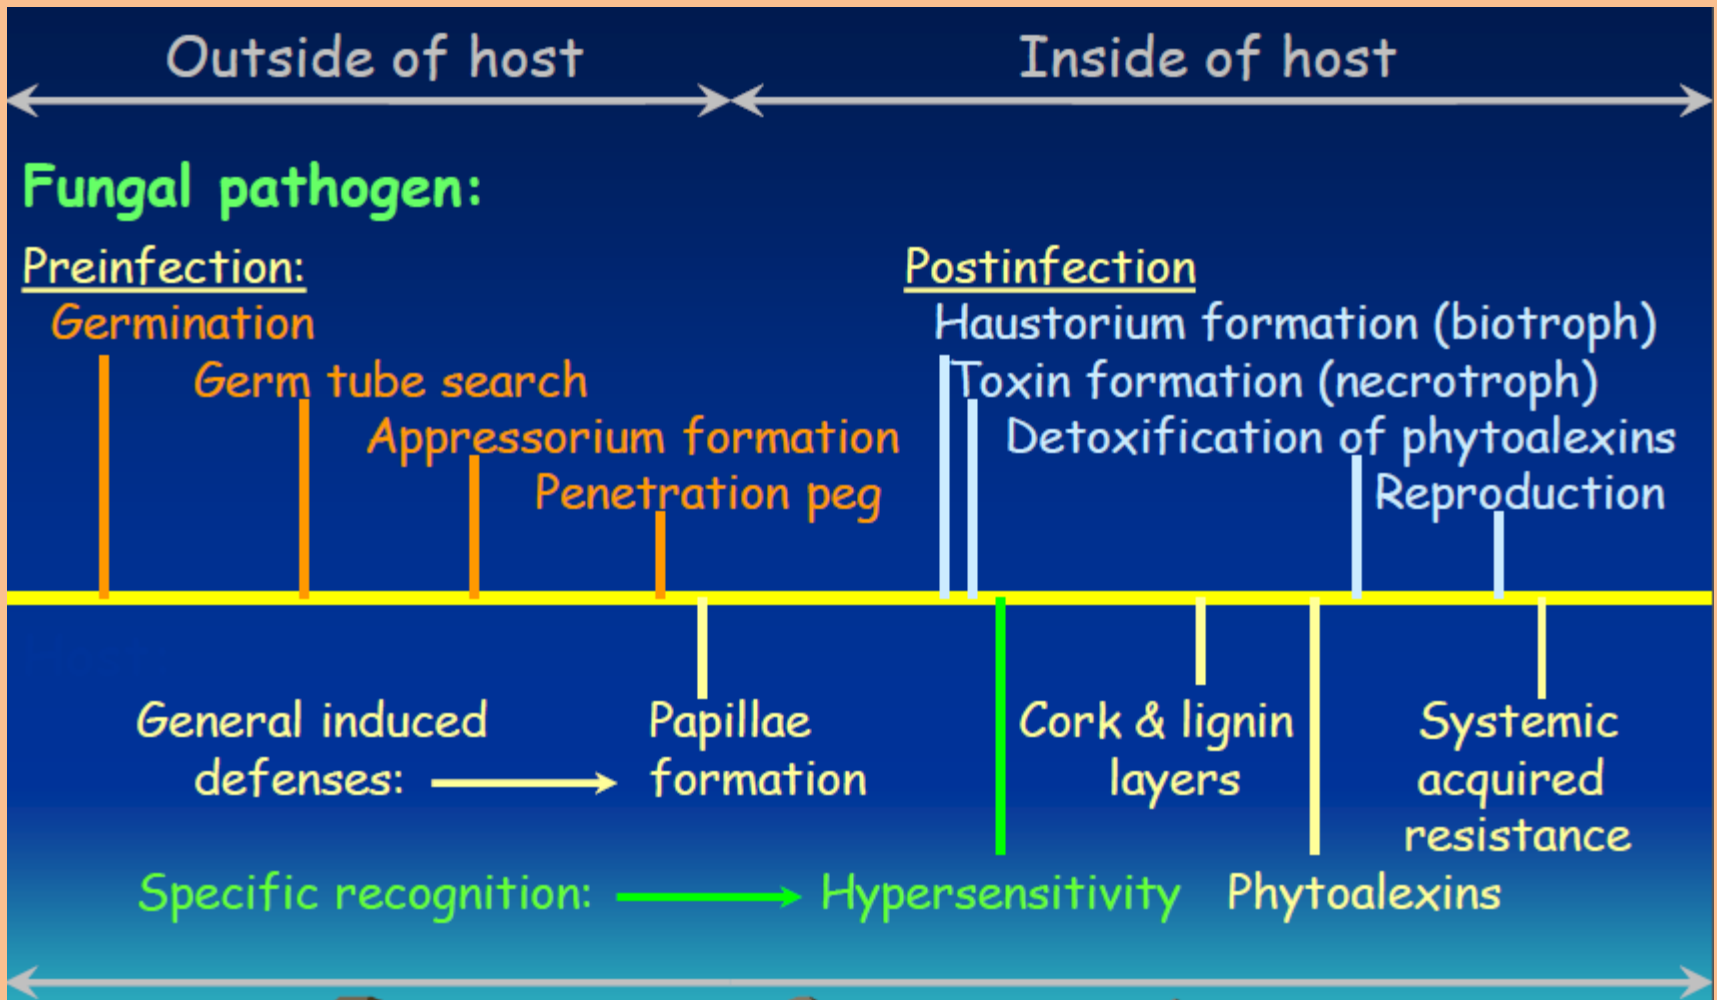 Outside of host
Inside of host
Fungal pathogen:
Preinfection:
Germination
Germ tube search
Appressorium formation
Penetration peg
Postinfection
Haustorium formation (biotroph)
Toxin formation (necrotroph)
Detoxification of phytoalexins
Reproduction
General induced
defenses:
Papillae
formation
Cork & lignin
layers
Systemic
acquired
resistance
Specific recognition:
Hypersensitivity
Phytoalexins